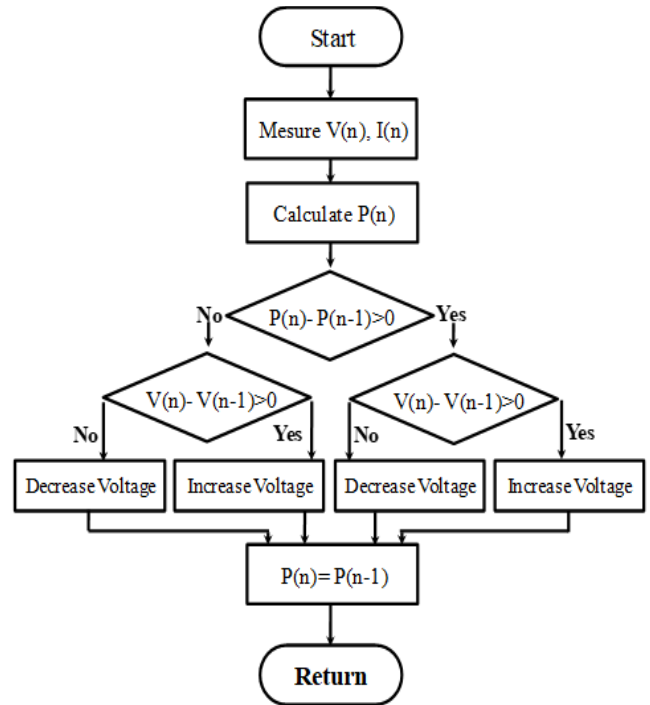 Start
Mesure V(n), I(n)
Calculate P(n)
No
P(n)- P(n-1)>0
Yes
V(n)- V(n-1)>0
V(n)- V(n-1)>0
No
Yes
No
Yes
Decrease Voltage
Increase Voltage
Decrease Voltage
Increase Voltage
P(n)= P(n-1)
Return